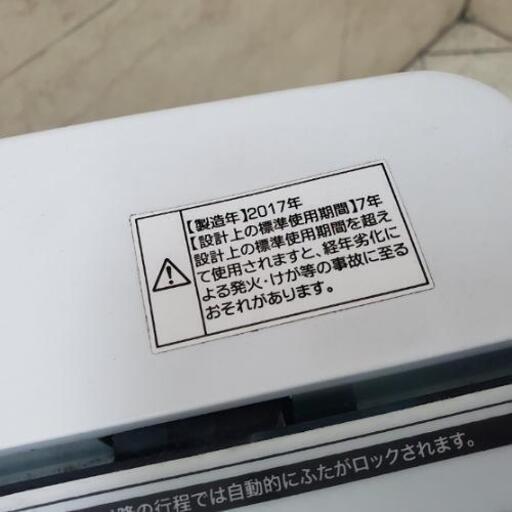 【製造年】2017年
【設計上の標準使用期間】7年
設計上の標準使用期間を超え
て使用されますと、経年劣化に
よる発火・けが等の事故に至る
おそれがあります。
の行程では自動的にふたがロックされます。